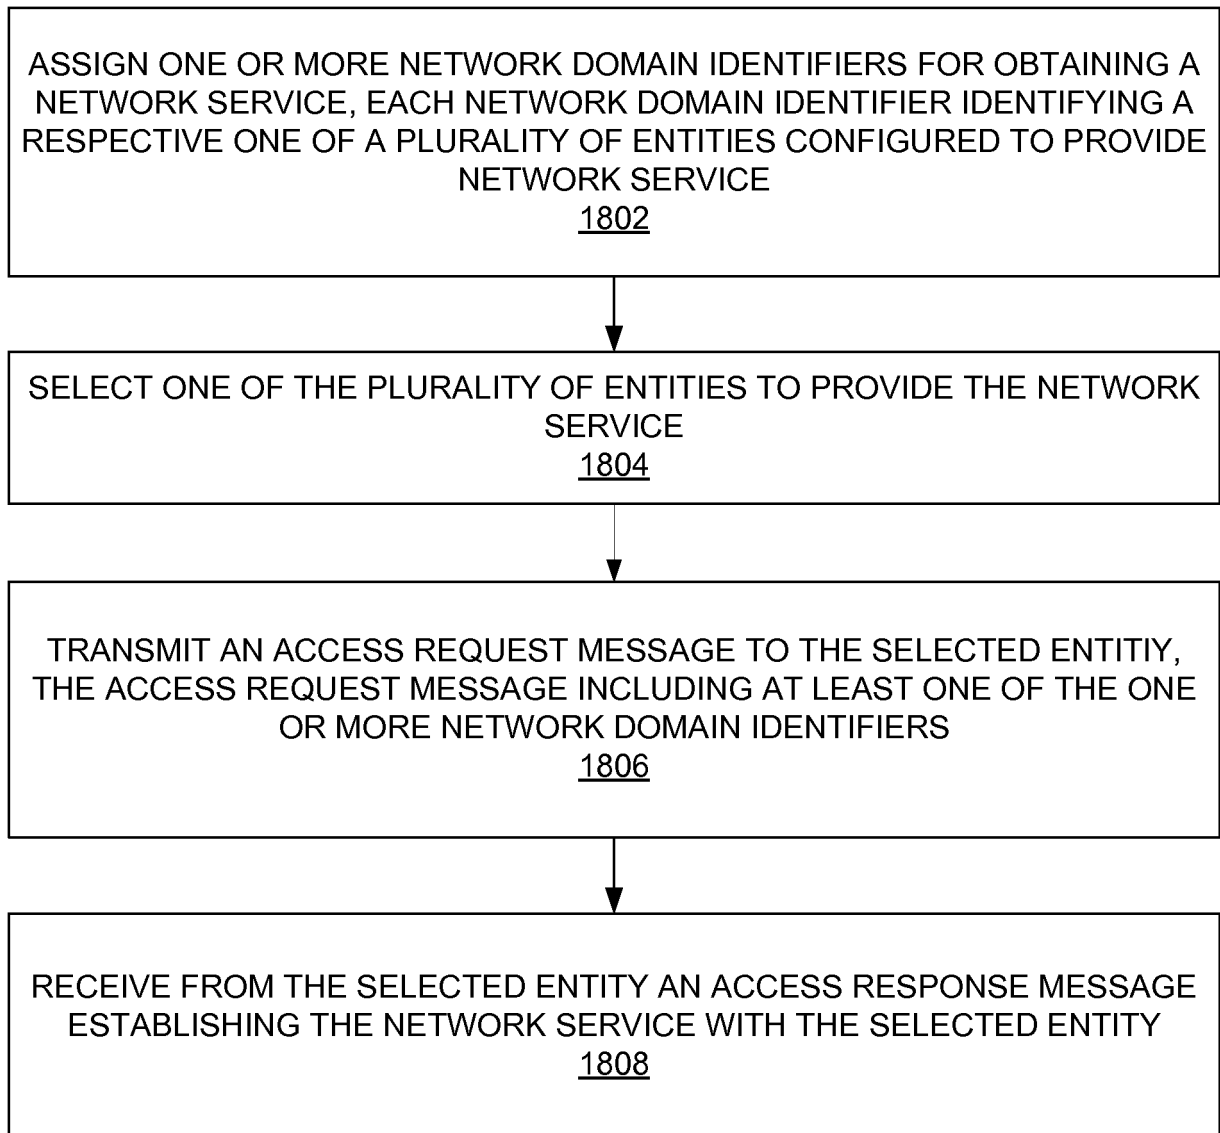 ASSIGN ONE OR MORE NETWORK DOMAIN IDENTIFIERS FOR OBTAINING A
NETWORK SERVICE, EACH NETWORK DOMAIN IDENTIFIER IDENTIFYING A
RESPECTIVE ONE OF A PLURALITY OF ENTITIES CONFIGURED TO PROVIDE
NETWORK SERVICE
1802
SELECT ONE OF THE PLURALITY OF ENTITIES TO PROVIDE THE NETWORK
SERVICE
1804
TRANSMIT AN ACCESS REQUEST MESSAGE TO THE SELECTED ENTITIY,
THE ACCESS REQUEST MESSAGE INCLUDING AT LEAST ONE OF THE ONE
OR MORE NETWORK DOMAIN IDENTIFIERS
1806
RECEIVE FROM THE SELECTED ENTITY AN ACCESS RESPONSE MESSAGE
ESTABLISHING THE NETWORK SERVICE WITH THE SELECTED ENTITY
1808